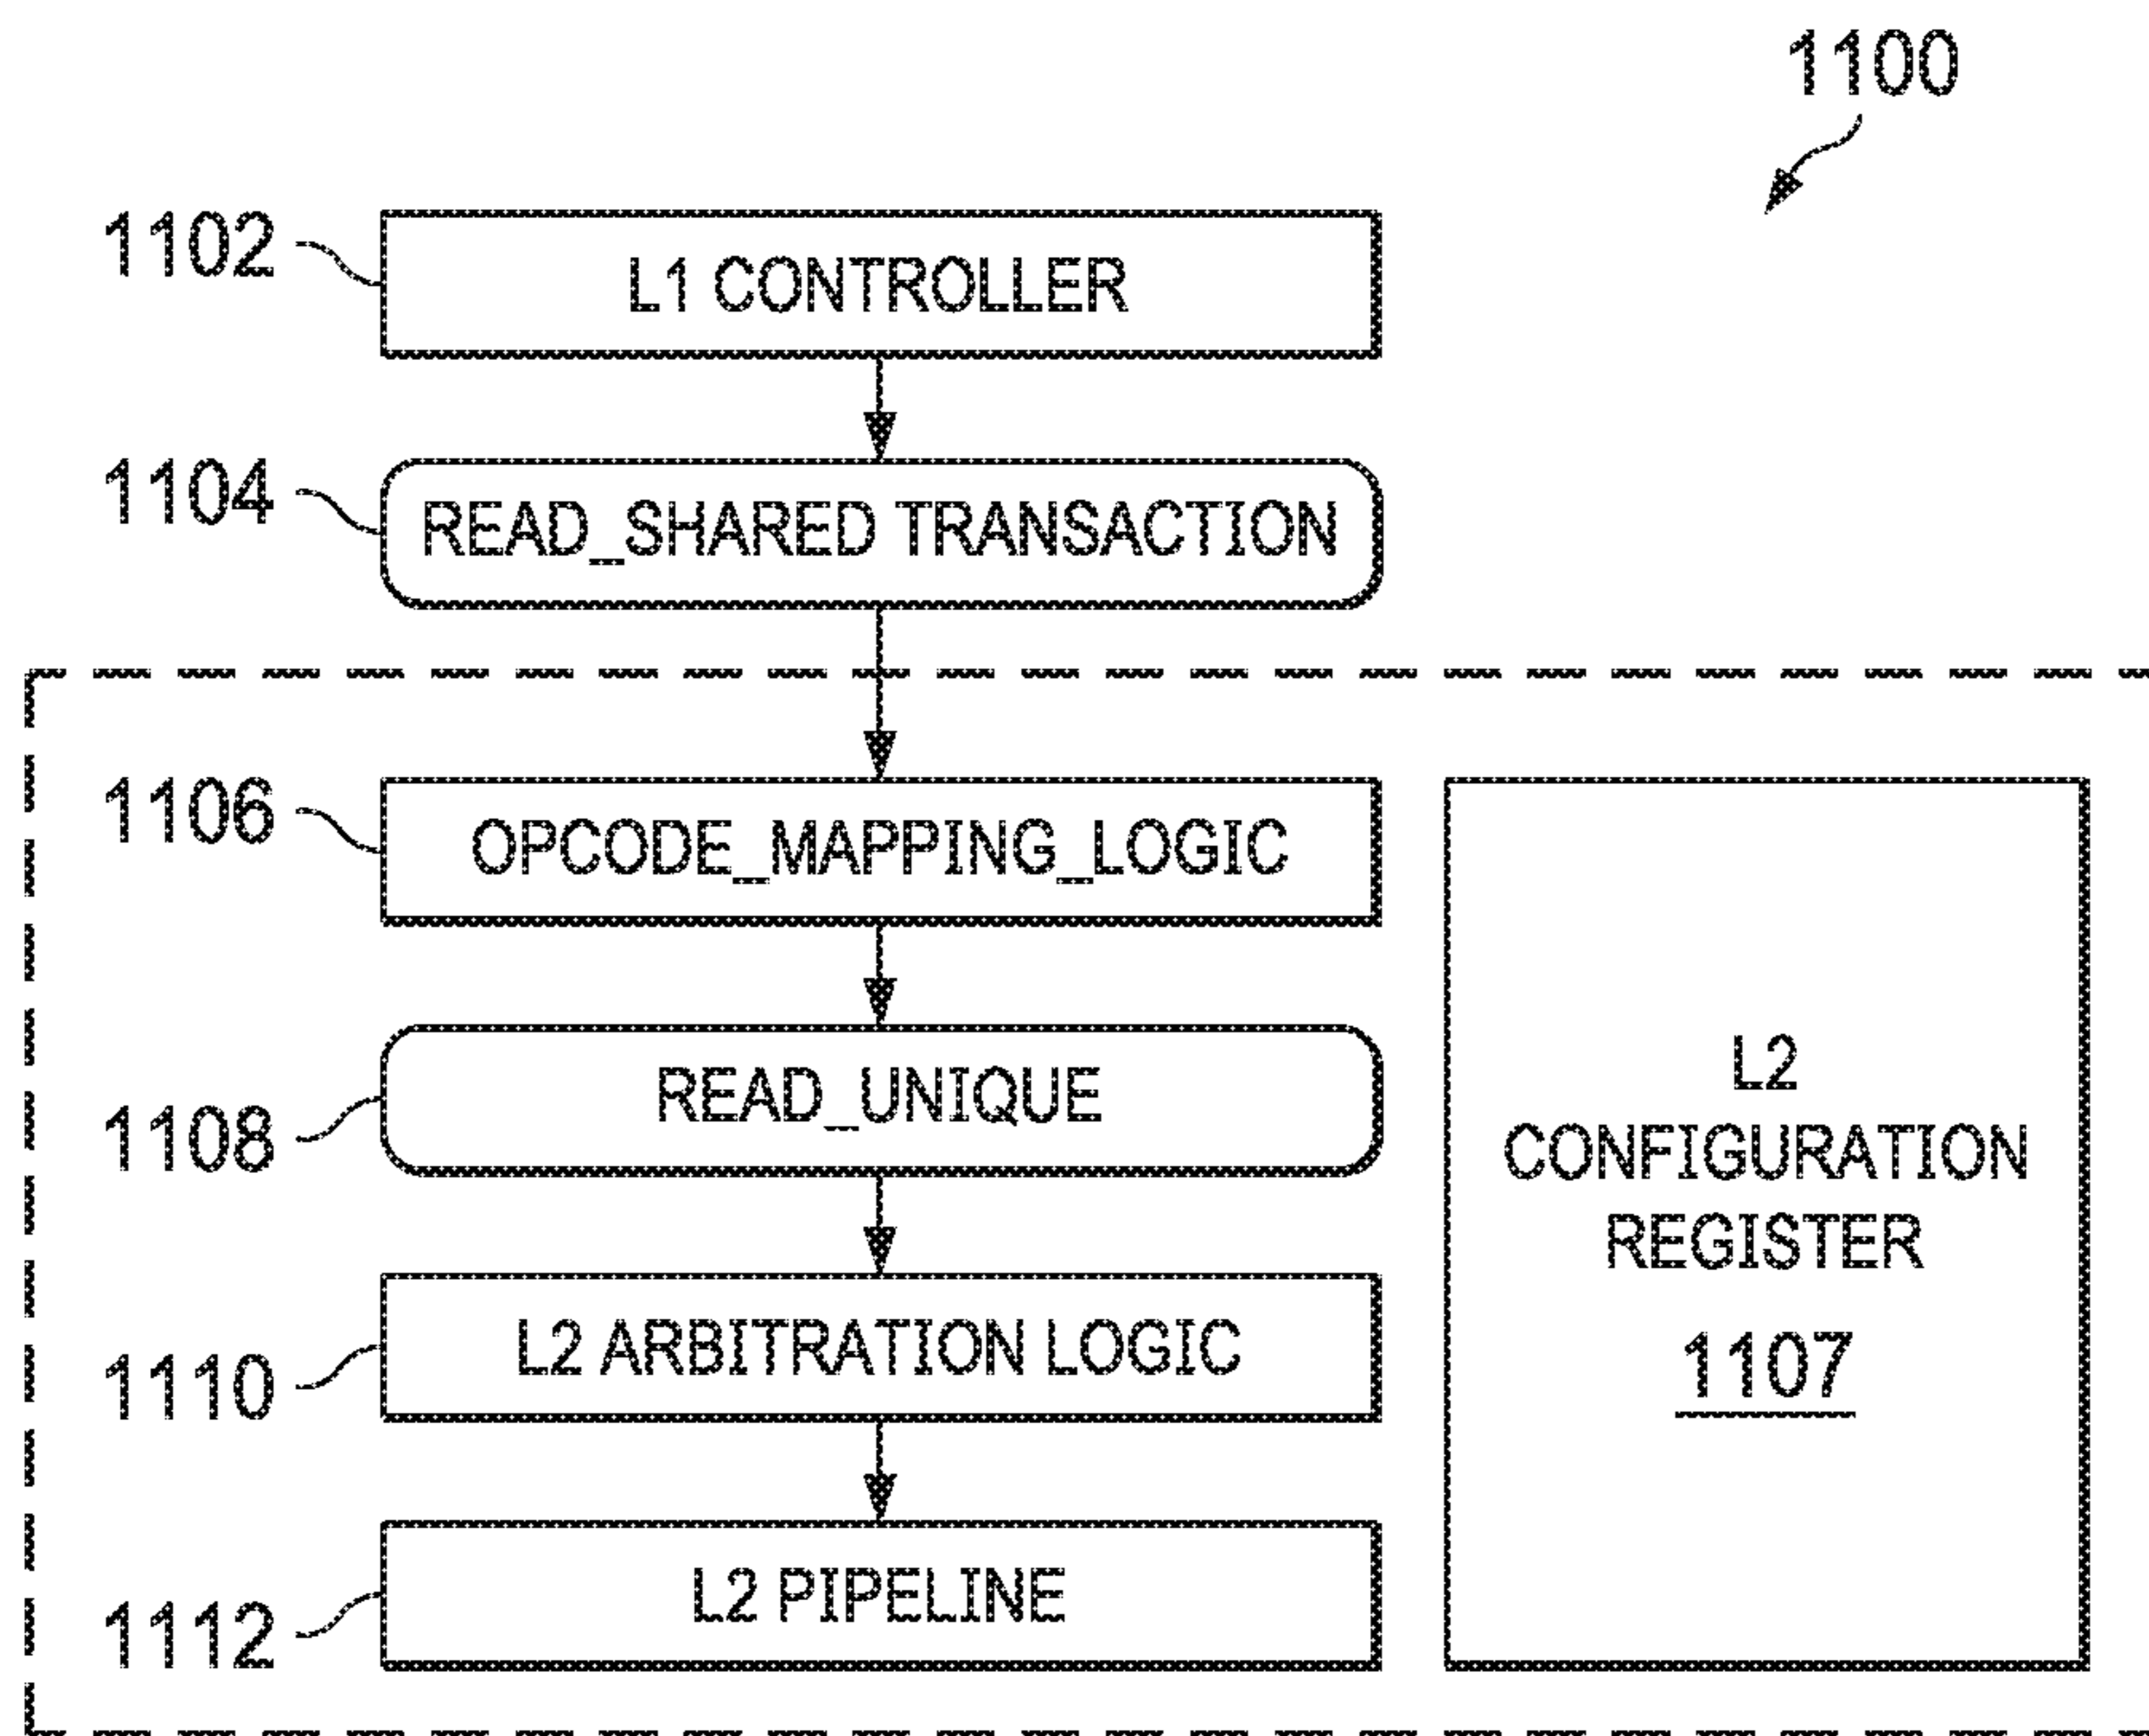 1100
1102
L1 CONTROLLER
1104
READ_SHARED TRANSACTION
1106
OPCODE_MAPPING_LOGIC
1108
READ_UNIQUE
1110
L2 ARBITRATION LOGIC
1112
L2 PIPELINE
L2
CONFIGURATION
REGISTER
1107